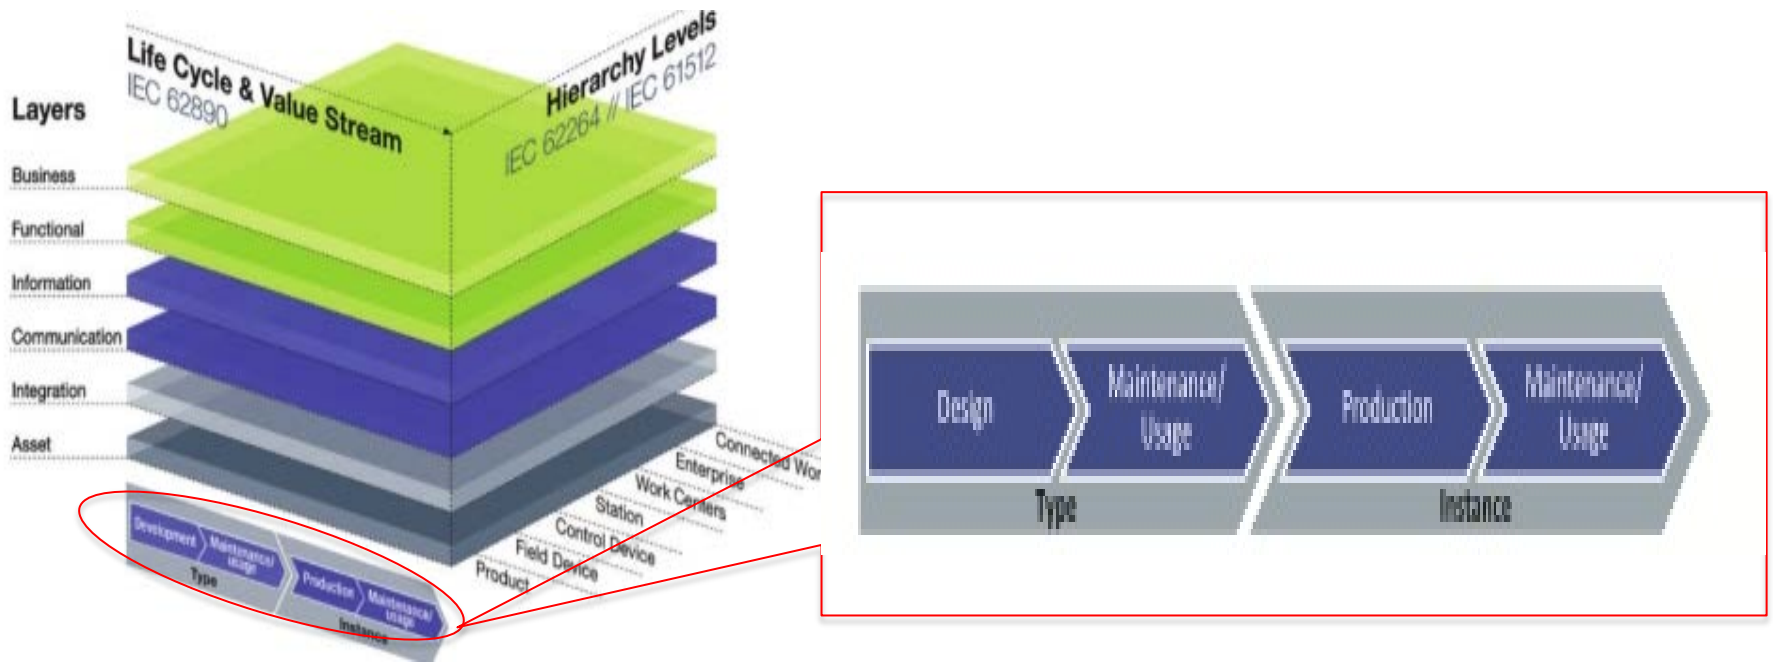 Life Cycle & Value Stream
IEC 62890
Hierarchy Levels
IEC 62264 // IEC 61512
Layers
Business
Functional
Information
Communication
Integration
Asset
Connected Wor
Enterprise
Work Centers
Station
Control Device
Field Device
Product
Development
Maintenance/
usage
Production
Maintenance/
usage
Type
Instance
Design
Maintenance/
Usage
Production
Maintenance/
Usage
Type
Instance